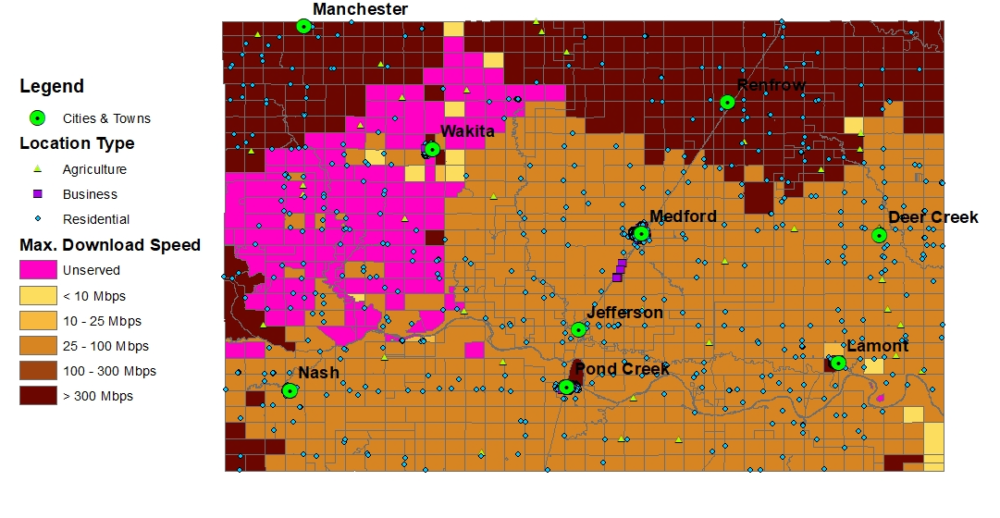 Manchester
Renfrow
Wakita
Medford
Deer Creek
Jefferson
Lamont
Pond Creek
Nash
Legend
Cities & Towns
Location Type
Agriculture
Business
Residential
Max. Download Speed
Unserved
< 10 Mbps
10 - 25 Mbps
25 - 100 Mbps
100 - 300 Mbps
> 300 Mbps